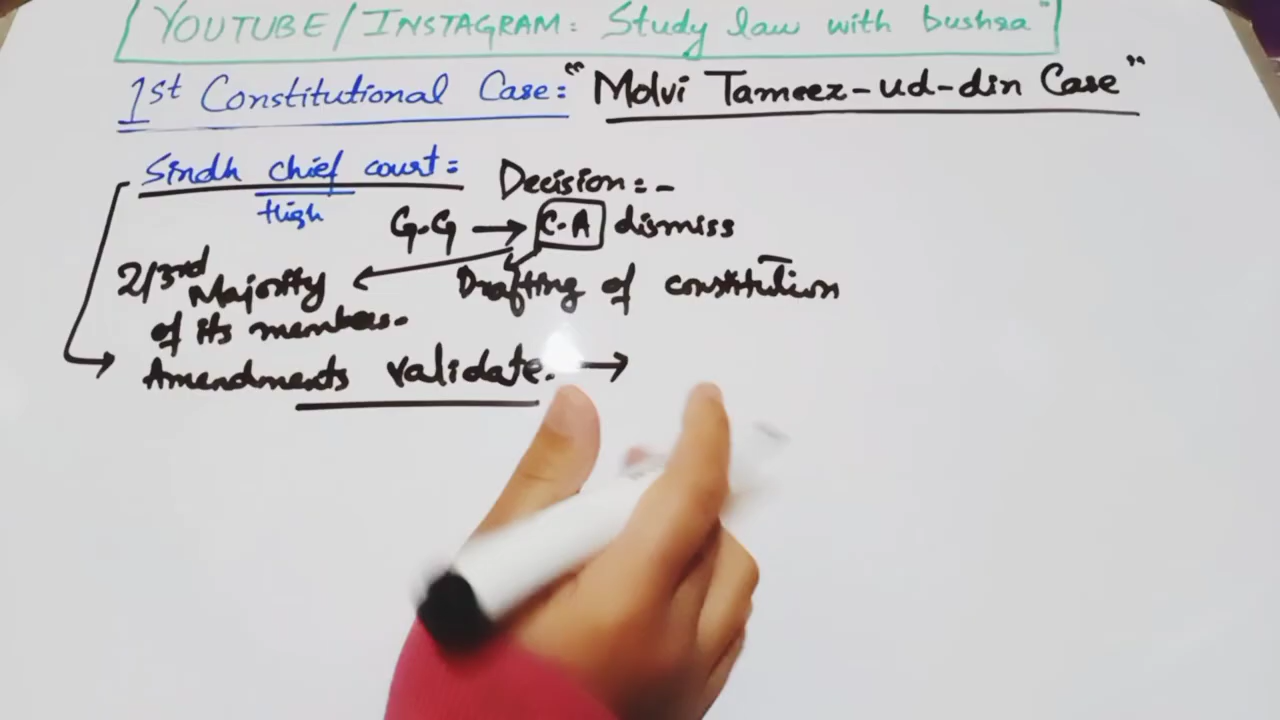 YOUTUBE/INSTAGRAM: Study law with bushra"
1st Constitutional Case: "Molvi Tameez-ud-din Case"
Sindh chief court:
High
Decision:-
G.G → C.A dismiss
2/3rd Majority of its members.
Drafting of constitution
Amendments validate. →